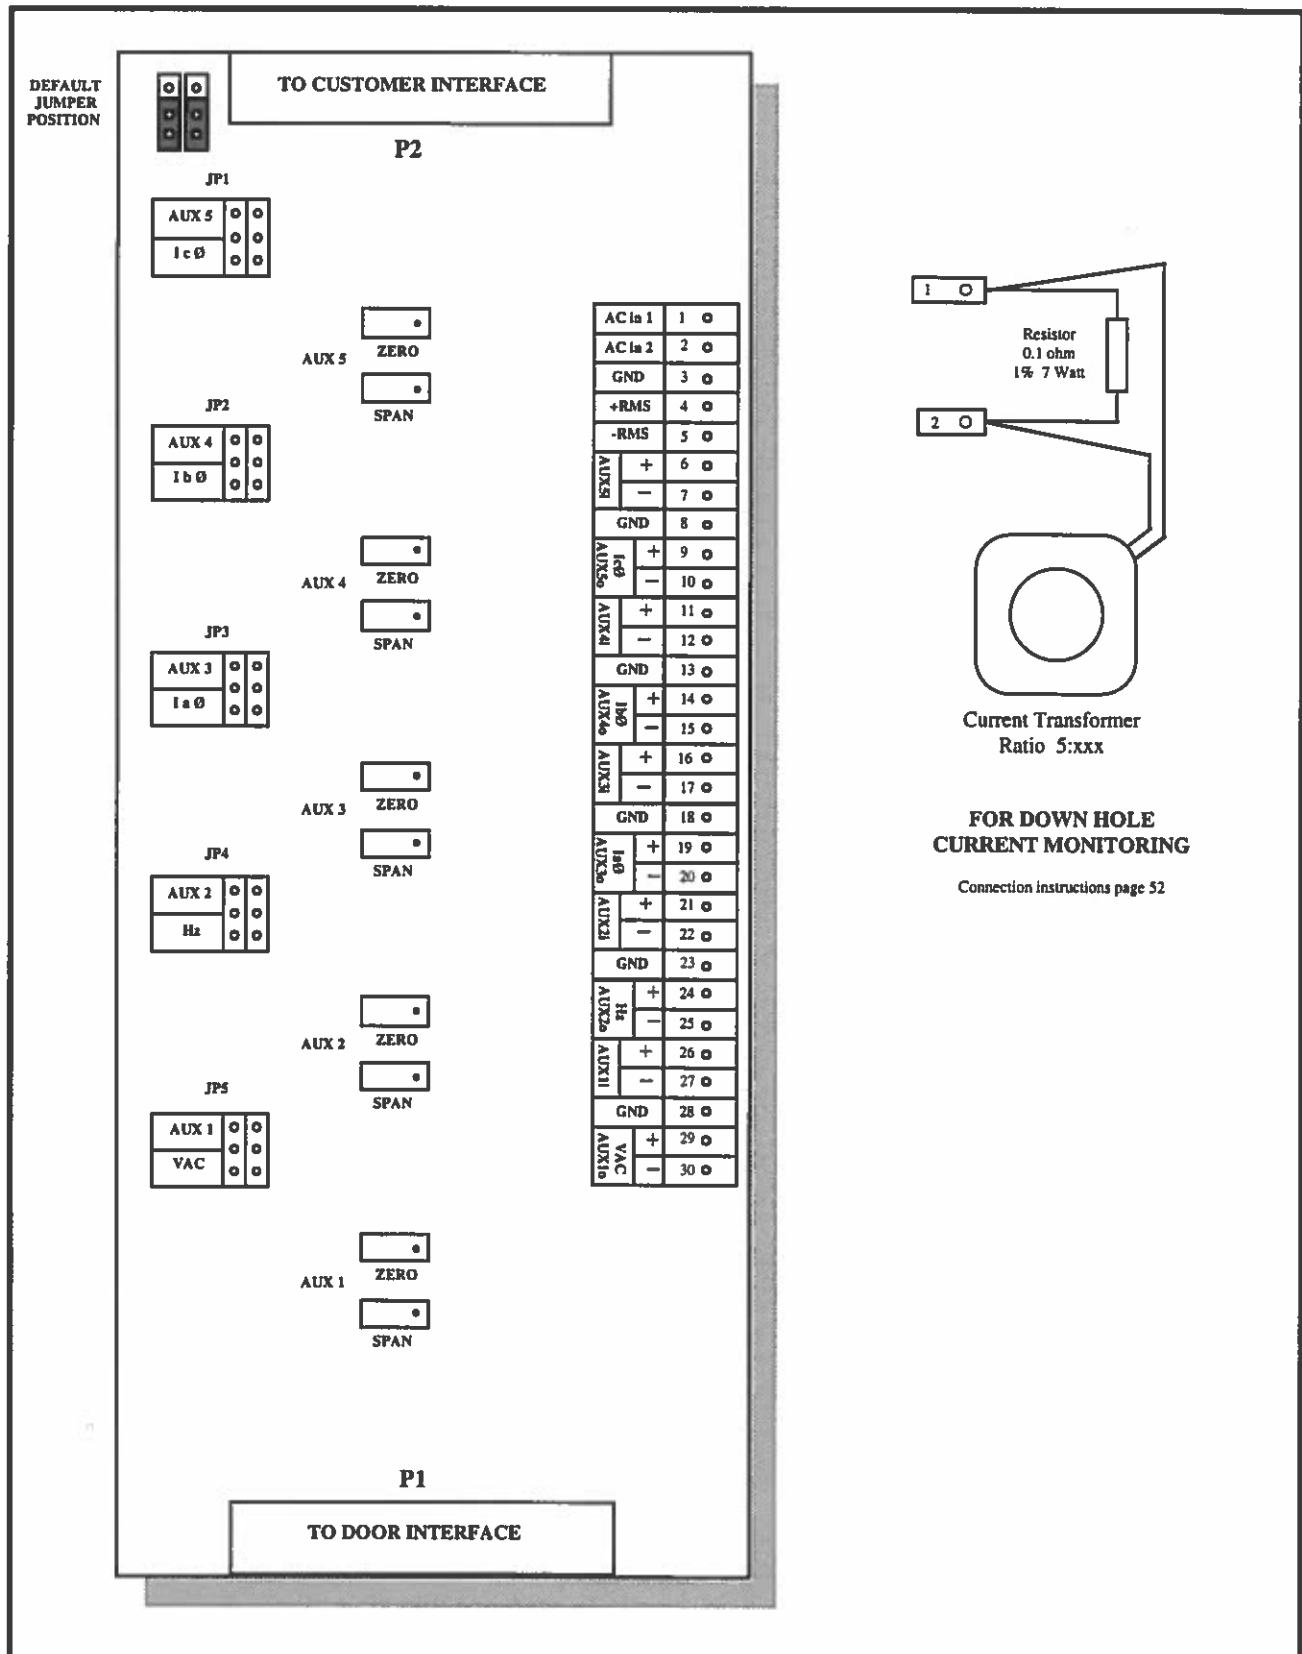 DEFAULT
JUMPER
POSITION
TO CUSTOMER INTERFACE
P2
JP1
AUX 5
IcØ
AUX 5
ZERO
SPAN
JP2
AUX 4
IbØ
AUX 4
ZERO
SPAN
JP3
AUX 3
IaØ
AUX 3
ZERO
SPAN
JP4
AUX 2
Hz
AUX 2
ZERO
SPAN
JP5
AUX 1
VAC
AUX 1
ZERO
SPAN
AC in 1 1
AC in 2 2
GND 3
+RMS 4
-RMS 5
AUX5i
+ 6
- 7
GND 8
IcØ
AUX5o
+ 9
- 10
AUX4i
+ 11
- 12
GND 13
IbØ
AUX4o
+ 14
- 15
AUX3i
+ 16
- 17
GND 18
IaØ
AUX3o
+ 19
- 20
AUX2i
+ 21
- 22
GND 23
Hz
AUX2o
+ 24
- 25
AUX1i
+ 26
- 27
GND 28
VAC
AUX1o
+ 29
- 30
P1
TO DOOR INTERFACE
1
Resistor
0.1 ohm
1% 7 Watt
2
Current Transformer
Ratio 5:xxx
FOR DOWN HOLE
CURRENT MONITORING
Connection instructions page 52